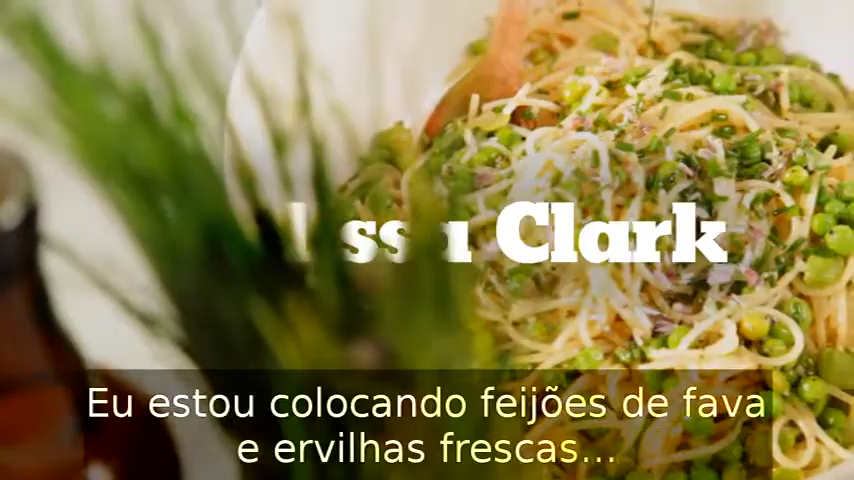 Clark
Eu estou colocando feijões de fava
e ervilhas frescas...